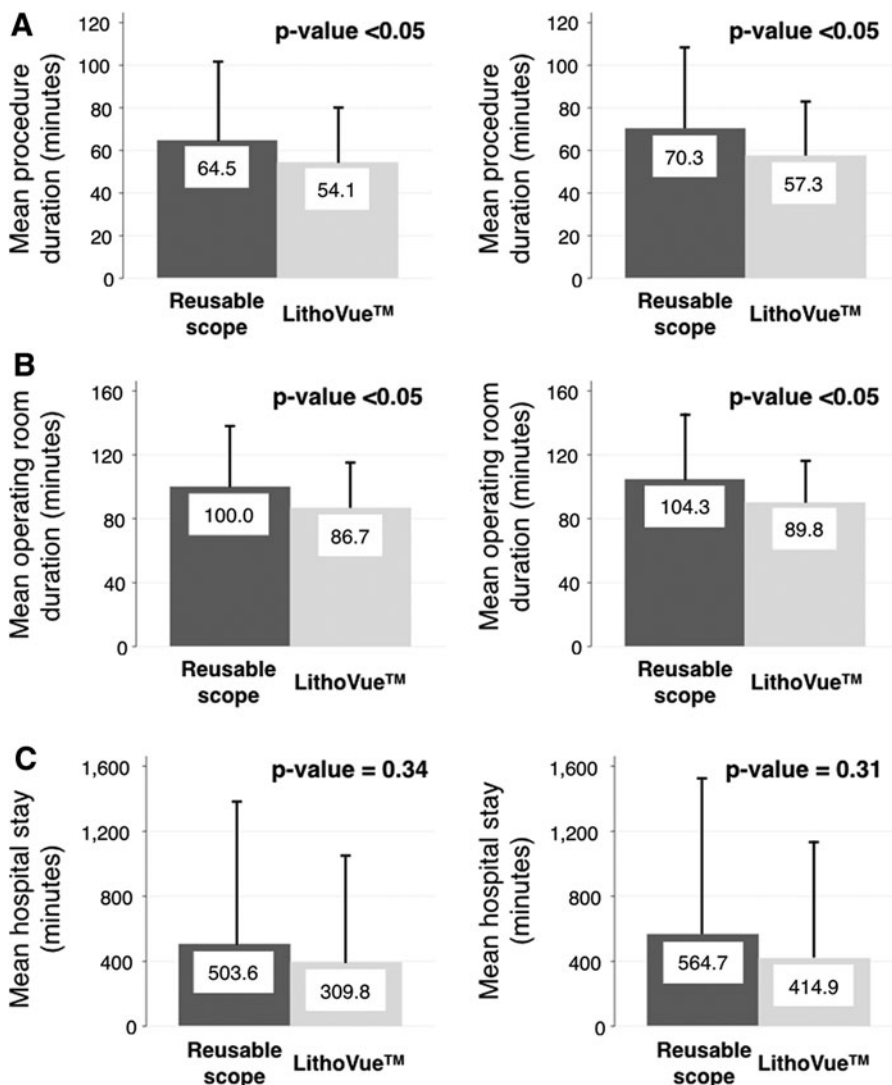 A
Mean procedure
duration (minutes)
120
100
80
60
40
20
0
p-value <0.05
64.5
54.1
Reusable
scope
LithoVue™
Mean procedure
duration (minutes)
120
100
80
60
40
20
0
p-value <0.05
70.3
57.3
Reusable
scope
LithoVue™
B
Mean operating room
duration (minutes)
160
120
80
40
0
p-value <0.05
100.0
86.7
Reusable
scope
LithoVue™
Mean operating room
duration (minutes)
160
120
80
40
0
p-value <0.05
104.3
89.8
Reusable
scope
LithoVue™
C
Mean hospital stay
(minutes)
1,600
1,200
800
400
0
p-value = 0.34
503.6
309.8
Reusable
scope
LithoVue™
Mean hospital stay
(minutes)
1,600
1,200
800
400
0
p-value = 0.31
564.7
414.9
Reusable
scope
LithoVue™